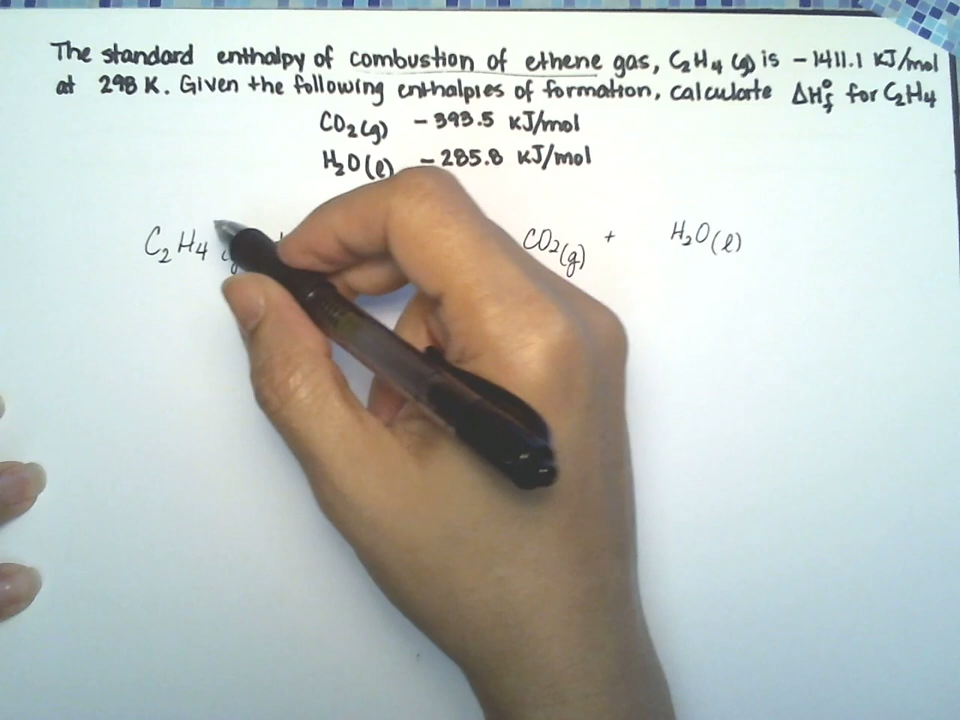 The standard enthalpy of combustion of ethene gas, C₂H₄ (g) is -1411.1 KJ/mol
at 298 K. Given the following enthalpies of formation, calculate ΔH°f for C₂H₄
CO₂(g) -393.5 KJ/mol
H₂O(l) -285.8 KJ/mol
C₂H₄ CO₂(g) + H₂O(l)